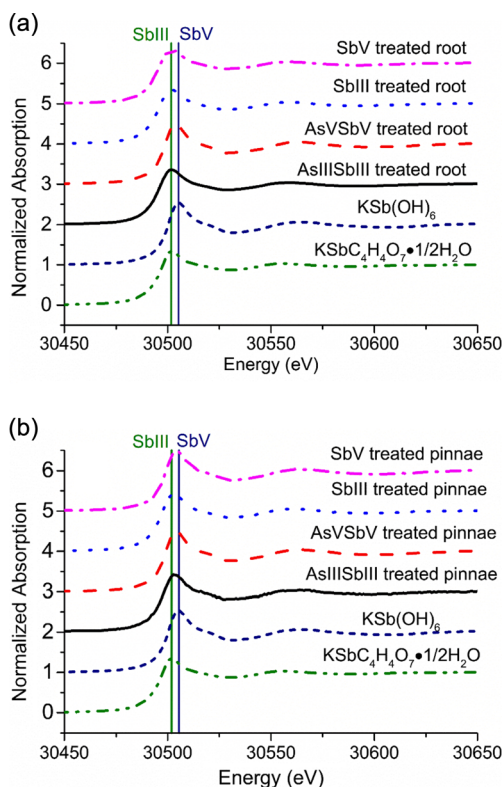 (a)
SbIII SbV
SbV treated root
SbIII treated root
AsVSbV treated root
AsIIISbIII treated root
KSb(OH)6
KSbC4H4O7•1/2H2O
Normalized Absorption
6
5
4
3
2
1
0
30450 30500 30550 30600 30650
Energy (eV)
(b)
SbIII SbV
SbV treated pinnae
SbIII treated pinnae
AsVSbV treated pinnae
AsIIISbIII treated pinnae
KSb(OH)6
KSbC4H4O7•1/2H2O
Normalized Absorption
6
5
4
3
2
1
0
30450 30500 30550 30600 30650
Energy (eV)